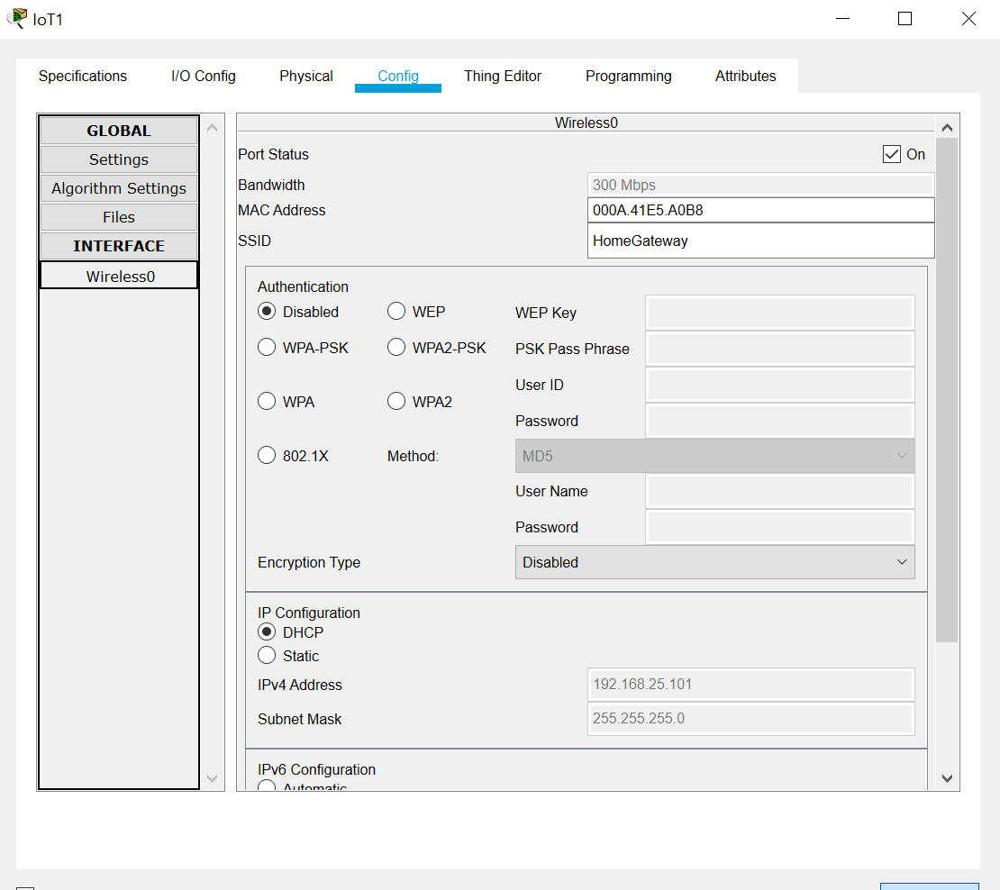 IoT1
Specifications I/O Config Physical Config Thing Editor Programming Attributes
GLOBAL
Settings
Algorithm Settings
Files
INTERFACE
Wireless0
Wireless0
Port Status On
Bandwidth 300 Mbps
MAC Address 000A.41E5.A0B8
SSID HomeGateway
Authentication
Disabled WEP WEP Key
WPA-PSK WPA2-PSK PSK Pass Phrase
User ID
WPA WPA2
Password
802.1X Method: MD5
User Name
Password
Encryption Type Disabled
IP Configuration
DHCP
Static
IPv4 Address 192.168.25.101
Subnet Mask 255.255.255.0
IPv6 Configuration
Automatic